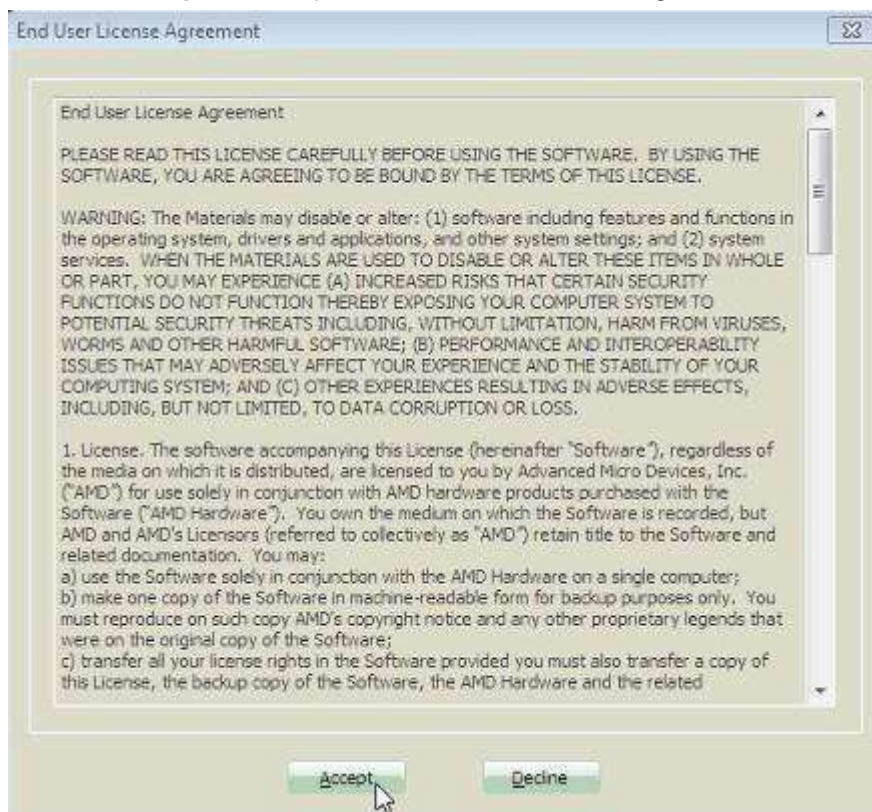 End User License Agreement
End User License Agreement
PLEASE READ THIS LICENSE CAREFULLY BEFORE USING THE SOFTWARE. BY USING THE
SOFTWARE, YOU ARE AGREEING TO BE BOUND BY THE TERMS OF THIS LICENSE.
WARNING: The Materials may disable or alter: (1) software including features and functions in
the operating system, drivers and applications, and other system settings; and (2) system
services. WHEN THE MATERIALS ARE USED TO DISABLE OR ALTER THESE ITEMS IN WHOLE
OR PART, YOU MAY EXPERIENCE (A) INCREASED RISKS THAT CERTAIN SECURITY
FUNCTIONS DO NOT FUNCTION THEREBY EXPOSING YOUR COMPUTER SYSTEM TO
POTENTIAL SECURITY THREATS INCLUDING, WITHOUT LIMITATION, HARM FROM VIRUSES,
WORMS AND OTHER HARMFUL SOFTWARE; (B) PERFORMANCE AND INTEROPERABILITY
ISSUES THAT MAY ADVERSELY AFFECT YOUR EXPERIENCE AND THE STABILITY OF YOUR
COMPUTING SYSTEM; AND (C) OTHER EXPERIENCES RESULTING IN ADVERSE EFFECTS,
INCLUDING, BUT NOT LIMITED, TO DATA CORRUPTION OR LOSS.
1. License. The software accompanying this License (hereinafter "Software"), regardless of
the media on which it is distributed, are licensed to you by Advanced Micro Devices, Inc.
("AMD") for use solely in conjunction with AMD hardware products purchased with the
Software ("AMD Hardware"). You own the medium on which the Software is recorded, but
AMD and AMD's Licensors (referred to collectively as "AMD") retain title to the Software and
related documentation. You may:
a) use the Software solely in conjunction with the AMD Hardware on a single computer;
b) make one copy of the Software in machine-readable form for backup purposes only. You
must reproduce on such copy AMD's copyright notice and any other proprietary legends that
were on the original copy of the Software;
c) transfer all your license rights in the Software provided you must also transfer a copy of
this License, the backup copy of the Software, the AMD Hardware and the related
Accept Decline